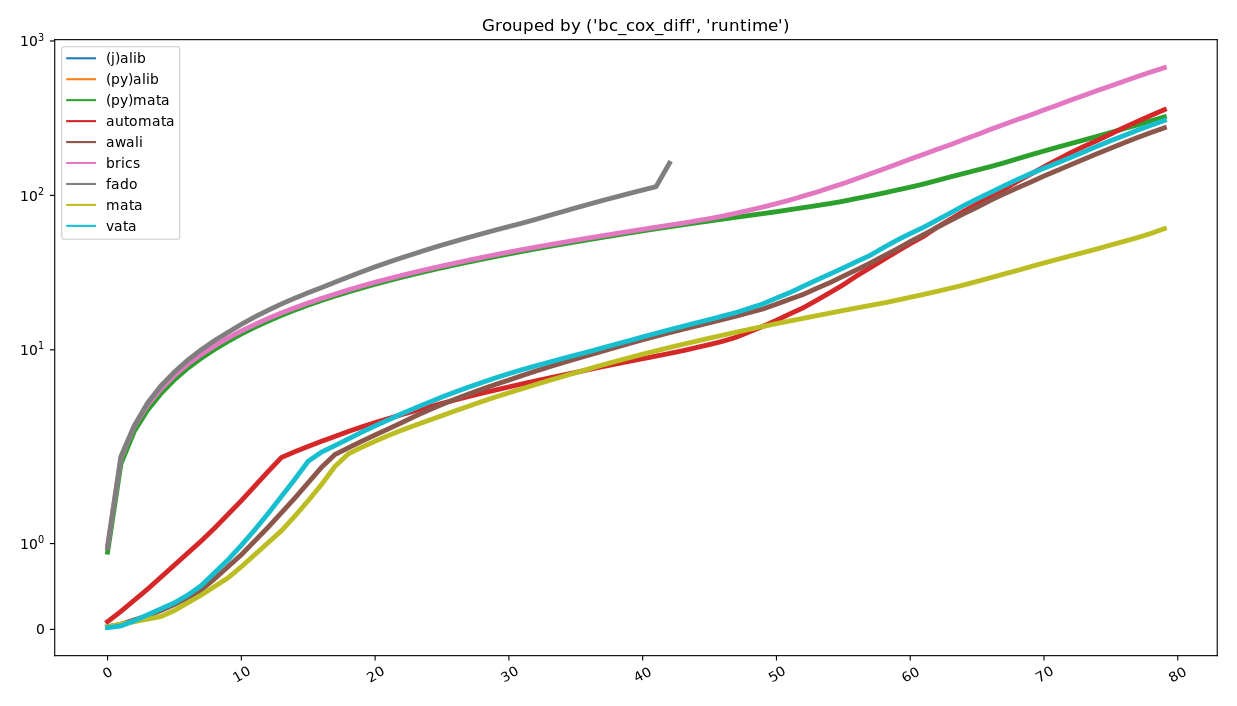 Grouped by ('bc_cox_diff', 'runtime')
10³
10²
10¹
10⁰
0
(j)alib
(py)alib
(py)mata
automata
awali
brics
fado
mata
vata
0 10 20 30 40 50 60 70 80